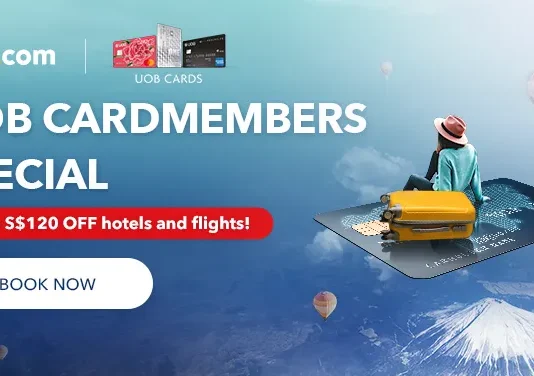 .com
UOB CARDS
OB CARDMEMBERS
ECIAL
S$120 OFF hotels and flights!
BOOK NOW